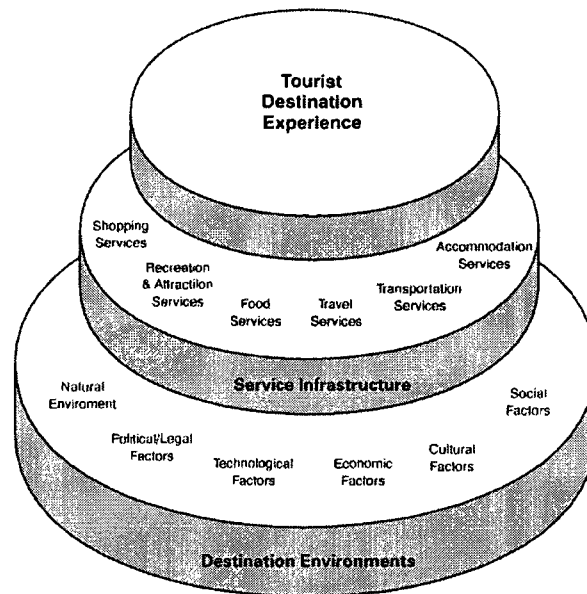 Tourist
Destination
Experience
Shopping
Services
Recreation
& Attraction
Services
Food
Services
Travel
Services
Transportation
Services
Accommodation
Services
Service Infrastructure
Natural
Enviroment
Political/Legal
Factors
Technological
Factors
Economic
Factors
Cultural
Factors
Social
Factors
Destination Environments